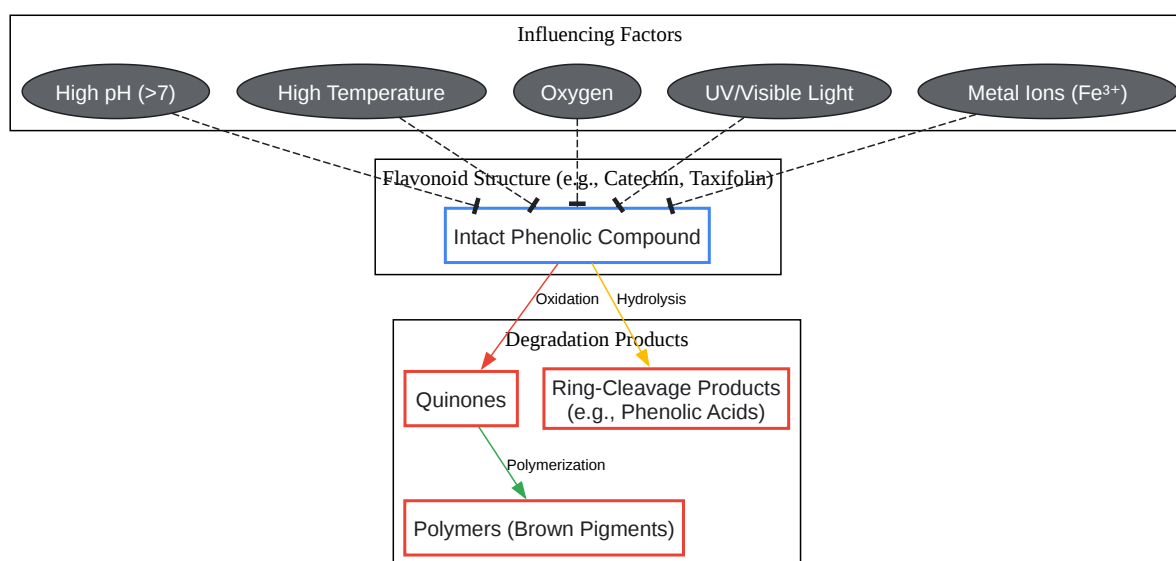 Influencing Factors
High pH (>7)
High Temperature
Oxygen
UV/Visible Light
Metal Ions (Fe³⁺)
Flavonoid Structure (e.g., Catechin, Taxifolin)
Intact Phenolic Compound
Oxidation
Hydrolysis
Degradation Products
Quinones
Ring-Cleavage Products
(e.g., Phenolic Acids)
Polymerization
Polymers (Brown Pigments)